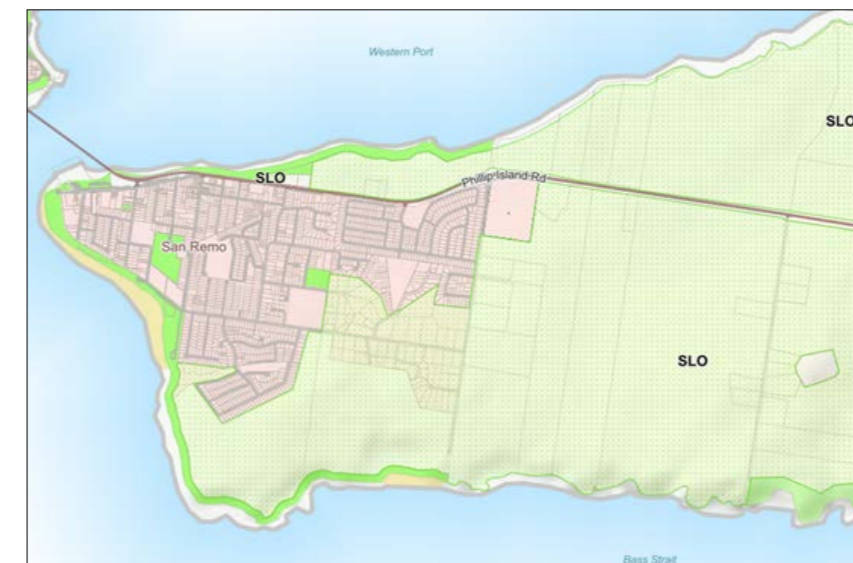 Western Port
SLO
SLO
Phillip Island Rd
San Remo
SLO
Bass Strait